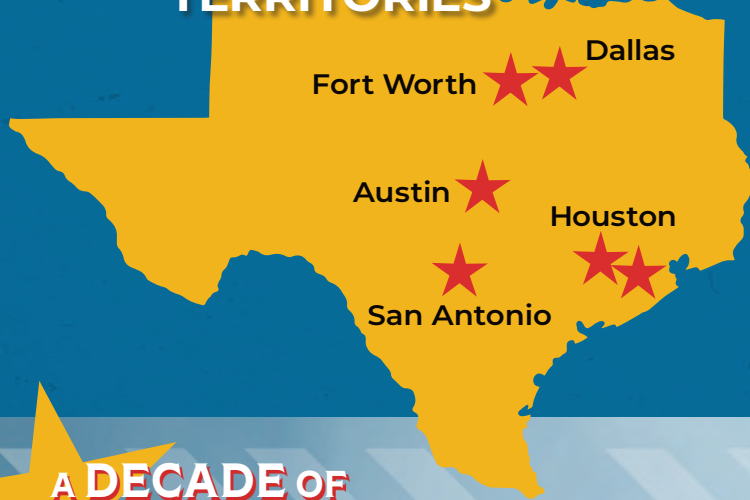 TERRITORIES
Dallas
Fort Worth
Austin
Houston
San Antonio
A DECADE OF